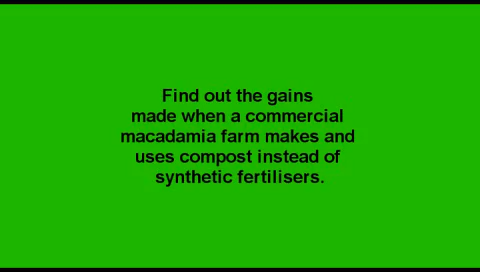 Find out the gains
made when a commercial
macadamia farm makes and
uses compost instead of
synthetic fertilisers.